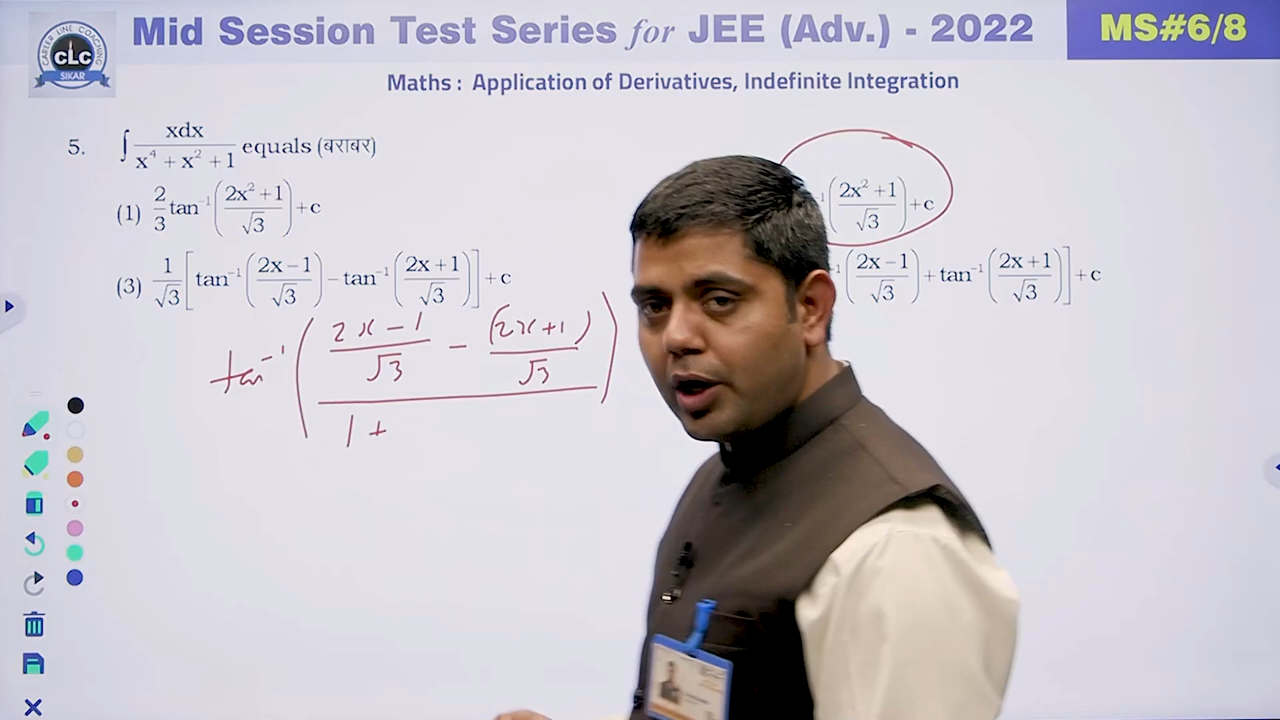 Mid Session Test Series for JEE (Adv.) - 2022
MS#6/8
CAREER LINE COACHING
CLC
SIKAR
Maths : Application of Derivatives, Indefinite Integration
5. ∫ xdx / (x⁴ + x² + 1) equals (बराबर)
(1) 2/3 tan⁻¹((2x² + 1)/√3) + c
⁻¹((2x² + 1)/√3) + c
(3) 1/√3 [tan⁻¹((2x − 1)/√3) − tan⁻¹((2x + 1)/√3)] + c
⁻¹((2x − 1)/√3) + tan⁻¹((2x + 1)/√3)] + c
tan⁻¹( ((2x − 1)/√3 − (2x + 1)/√3) / (1 +